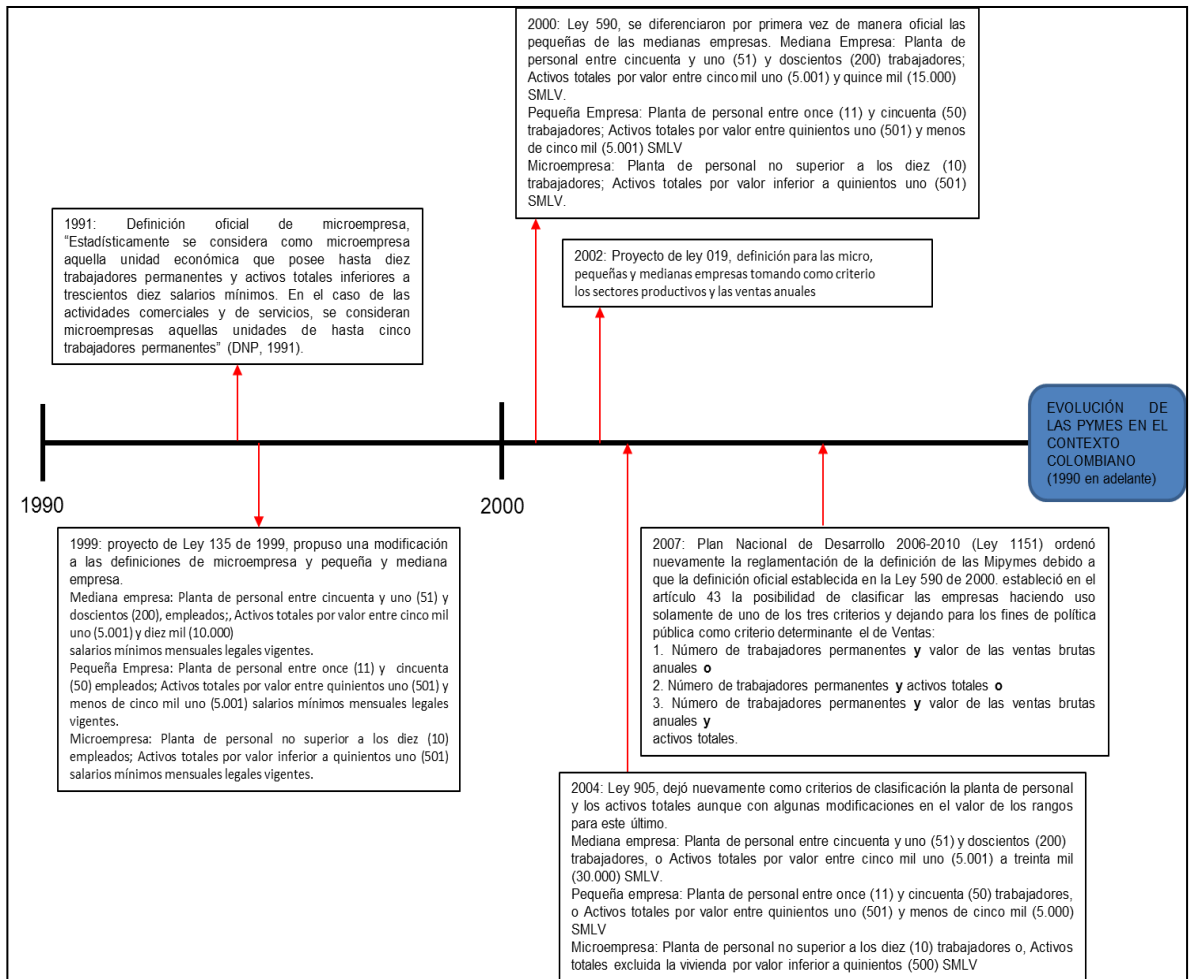 2000: Ley 590, se diferenciaron por primera vez de manera oficial las
pequeñas de las medianas empresas. Mediana Empresa: Planta de
personal entre cincuenta y uno (51) y doscientos (200) trabajadores;
Activos totales por valor entre cinco mil uno (5.001) y quince mil (15.000)
SMLV.
Pequeña Empresa: Planta de personal entre once (11) y cincuenta (50)
trabajadores; Activos totales por valor entre quinientos uno (501) y menos
de cinco mil (5.001) SMLV
Microempresa: Planta de personal no superior a los diez (10)
trabajadores; Activos totales por valor inferior a quinientos uno (501)
SMLV.
1991: Definición oficial de microempresa,
“Estadísticamente se considera como microempresa
aquella unidad económica que posee hasta diez
trabajadores permanentes y activos totales inferiores a
trescientos diez salarios mínimos. En el caso de las
actividades comerciales y de servicios, se consideran
microempresas aquellas unidades de hasta cinco
trabajadores permanentes” (DNP, 1991).
2002: Proyecto de ley 019, definición para las micro,
pequeñas y medianas empresas tomando como criterio
los sectores productivos y las ventas anuales
EVOLUCIÓN DE
LAS PYMES EN EL
CONTEXTO
COLOMBIANO
(1990 en adelante)
1990
2000
1999: proyecto de Ley 135 de 1999, propuso una modificación
a las definiciones de microempresa y pequeña y mediana
empresa.
Mediana empresa: Planta de personal entre cincuenta y uno (51) y
doscientos (200), empleados;, Activos totales por valor entre cinco mil
uno (5.001) y diez mil (10.000)
salarios mínimos mensuales legales vigentes.
Pequeña Empresa: Planta de personal entre once (11) y cincuenta
(50) empleados; Activos totales por valor entre quinientos uno (501) y
menos de cinco mil uno (5.001) salarios mínimos mensuales legales
vigentes.
Microempresa: Planta de personal no superior a los diez (10)
empleados; Activos totales por valor inferior a quinientos uno (501)
salarios mínimos mensuales legales vigentes.
2007: Plan Nacional de Desarrollo 2006-2010 (Ley 1151) ordenó
nuevamente la reglamentación de la definición de las Mipymes debido a
que la definición oficial establecida en la Ley 590 de 2000. estableció en el
artículo 43 la posibilidad de clasificar las empresas haciendo uso
solamente de uno de los tres criterios y dejando para los fines de política
pública como criterio determinante el de Ventas:
1. Número de trabajadores permanentes y valor de las ventas brutas
anuales o
2. Número de trabajadores permanentes y activos totales o
3. Número de trabajadores permanentes y valor de las ventas brutas
anuales y
activos totales.
2004: Ley 905, dejó nuevamente como criterios de clasificación la planta de personal
y los activos totales aunque con algunas modificaciones en el valor de los rangos
para este último.
Mediana empresa: Planta de personal entre cincuenta y uno (51) y doscientos (200)
trabajadores, o Activos totales por valor entre cinco mil uno (5.001) a treinta mil
(30.000) SMLV.
Pequeña empresa: Planta de personal entre once (11) y cincuenta (50) trabajadores,
o Activos totales por valor entre quinientos uno (501) y menos de cinco mil (5.000)
SMLV
Microempresa: Planta de personal no superior a los diez (10) trabajadores o, Activos
totales excluida la vivienda por valor inferior a quinientos (500) SMLV